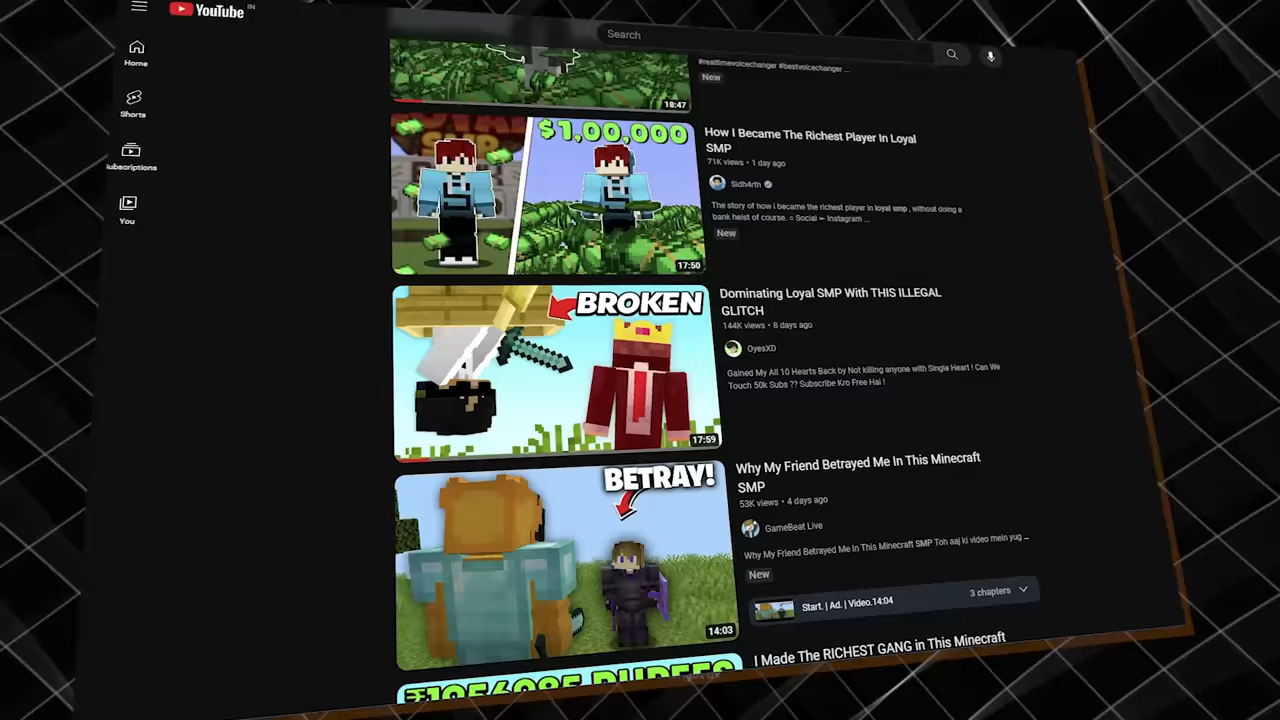 YouTube IN
Search
Home
Shorts
Subscriptions
You
#realtimevoicechanger #bestvoicechanger ...
New
18:47
$1,00,000
17:50
How I Became The Richest Player In Loyal
SMP
71K views • 1 day ago
Sidh4rth
The story of how i became the richest player in loyal smp , without doing a
bank heist of course. ○ Social ➳ Instagram ...
New
BROKEN
17:59
Dominating Loyal SMP With THIS ILLEGAL
GLITCH
144K views • 8 days ago
OyesXD
Gained My All 10 Hearts Back by Not killing anyone with Single Heart ! Can We
Touch 50k Subs ?? Subscribe Kro Free Hai !
BETRAY!
14:03
Why My Friend Betrayed Me In This Minecraft
SMP
53K views • 4 days ago
GameBeat Live
Why My Friend Betrayed Me In This Minecraft SMP Toh aaj ki video mein yug ...
New
Start. | Ad. | Video.14:04
3 chapters
I Made The RICHEST GANG in This Minecraft